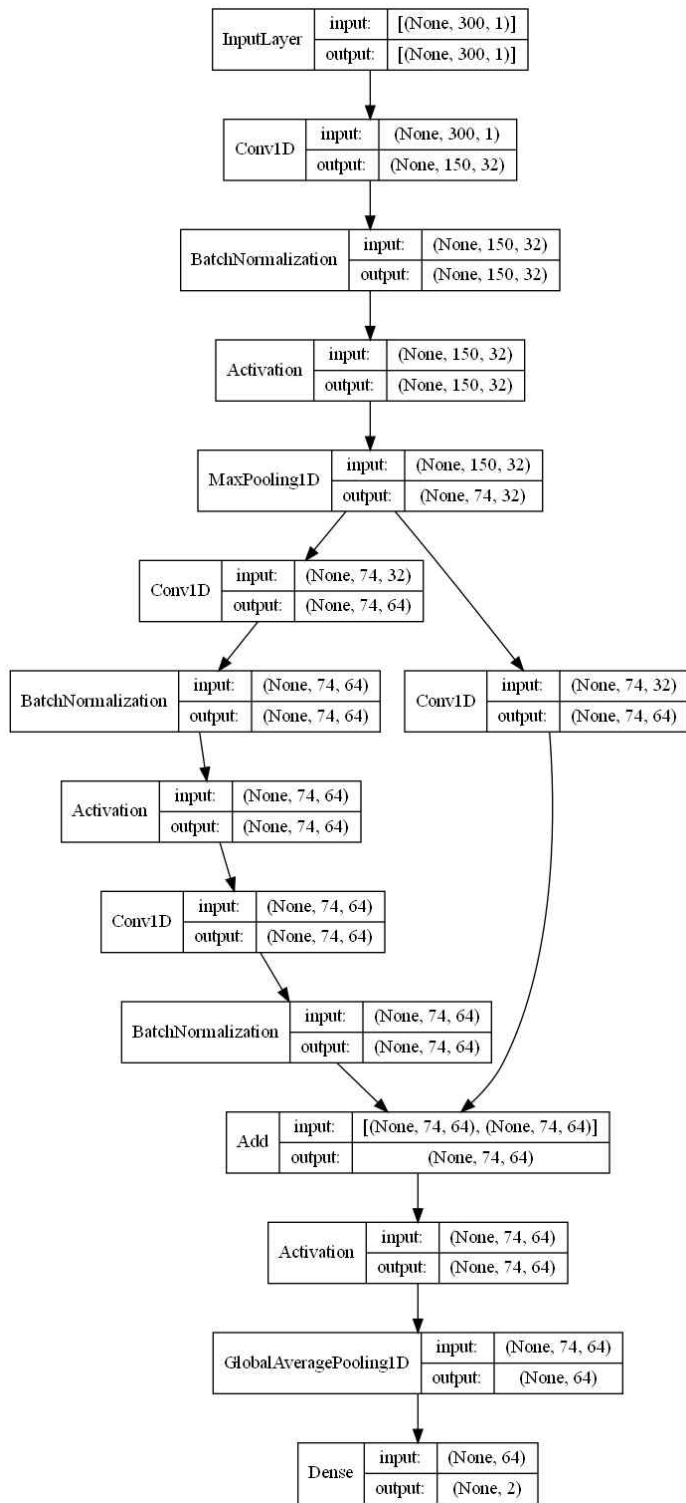 InputLayer input: [(None, 300, 1)]
output: [(None, 300, 1)]
Conv1D input: (None, 300, 1)
output: (None, 150, 32)
BatchNormalization input: (None, 150, 32)
output: (None, 150, 32)
Activation input: (None, 150, 32)
output: (None, 150, 32)
MaxPooling1D input: (None, 150, 32)
output: (None, 74, 32)
Conv1D input: (None, 74, 32)
output: (None, 74, 64)
BatchNormalization input: (None, 74, 64)
output: (None, 74, 64)
Conv1D input: (None, 74, 32)
output: (None, 74, 64)
Activation input: (None, 74, 64)
output: (None, 74, 64)
Conv1D input: (None, 74, 64)
output: (None, 74, 64)
BatchNormalization input: (None, 74, 64)
output: (None, 74, 64)
Add input: [(None, 74, 64), (None, 74, 64)]
output: (None, 74, 64)
Activation input: (None, 74, 64)
output: (None, 74, 64)
GlobalAveragePooling1D input: (None, 74, 64)
output: (None, 64)
Dense input: (None, 64)
output: (None, 2)